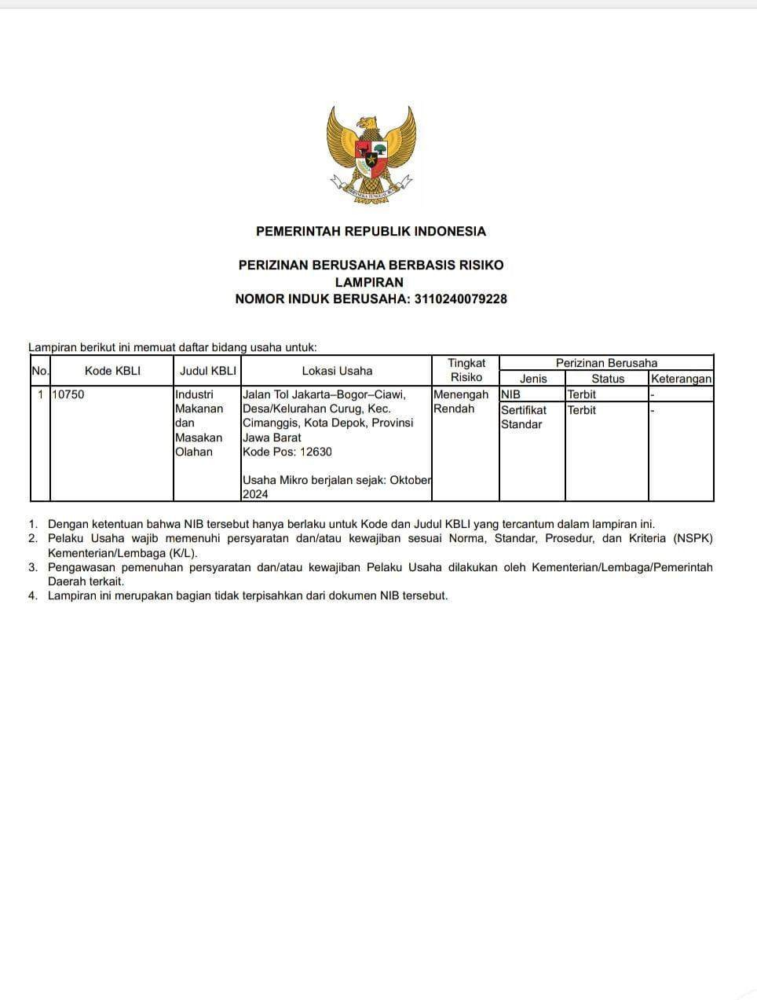 PEMERINTAH REPUBLIK INDONESIA
PERIZINAN BERUSAHA BERBASIS RISIKO
LAMPIRAN
NOMOR INDUK BERUSAHA: 3110240079228
Lampiran berikut ini memuat daftar bidang usaha untuk:
No. Kode KBLI Judul KBLI Lokasi Usaha Tingkat Risiko Perizinan Berusaha
Jenis Status Keterangan
1 10750 Industri Jalan Tol Jakarta–Bogor–Ciawi, Menengah NIB Terbit -
Makanan Desa/Kelurahan Curug, Kec. Rendah Sertifikat Terbit -
dan Cimanggis, Kota Depok, Provinsi Standar
Masakan Jawa Barat
Olahan Kode Pos: 12630
Usaha Mikro berjalan sejak: Oktober
2024
1. Dengan ketentuan bahwa NIB tersebut hanya berlaku untuk Kode dan Judul KBLI yang tercantum dalam lampiran ini.
2. Pelaku Usaha wajib memenuhi persyaratan dan/atau kewajiban sesuai Norma, Standar, Prosedur, dan Kriteria (NSPK)
Kementerian/Lembaga (K/L).
3. Pengawasan pemenuhan persyaratan dan/atau kewajiban Pelaku Usaha dilakukan oleh Kementerian/Lembaga/Pemerintah
Daerah terkait.
4. Lampiran ini merupakan bagian tidak terpisahkan dari dokumen NIB tersebut.